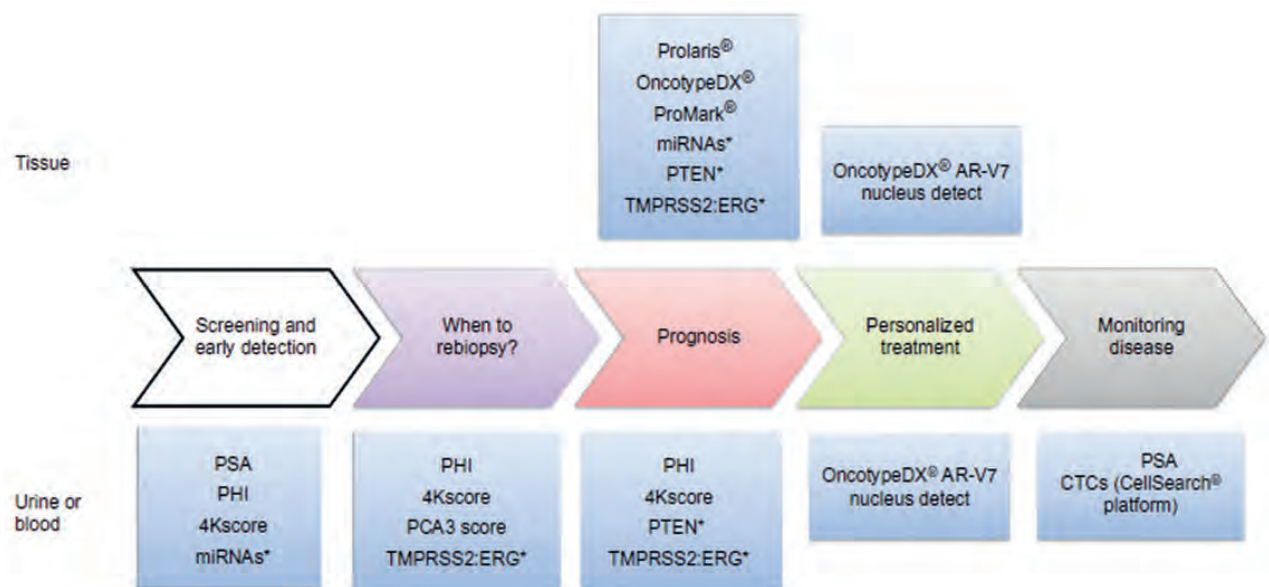 Prolaris®
OncotypeDX®
ProMark®
miRNAs*
PTEN*
TMPRSS2:ERG*
Tissue
OncotypeDX® AR-V7
nucleus detect
Screening and
early detection
When to
rebiopsy?
Prognosis
Personalized
treatment
Monitoring
disease
Urine or
blood
PSA
PHI
4Kscore
miRNAs*
PHI
4Kscore
PCA3 score
TMPRSS2:ERG*
PHI
4Kscore
PTEN*
TMPRSS2:ERG*
OncotypeDX® AR-V7
nucleus detect
PSA
CTCs (CellSearch®
platform)